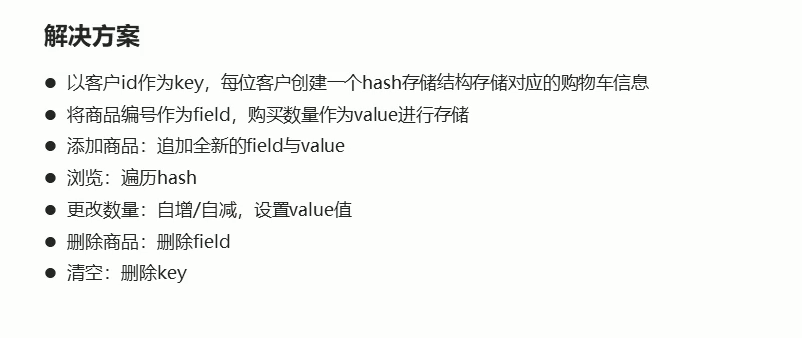 解决方案
● 以客户id作为key，每位客户创建一个hash存储结构存储对应的购物车信息
● 将商品编号作为field，购买数量作为value进行存储
● 添加商品：追加全新的field与value
● 浏览：遍历hash
● 更改数量：自增/自减，设置value值
● 删除商品：删除field
● 清空：删除key